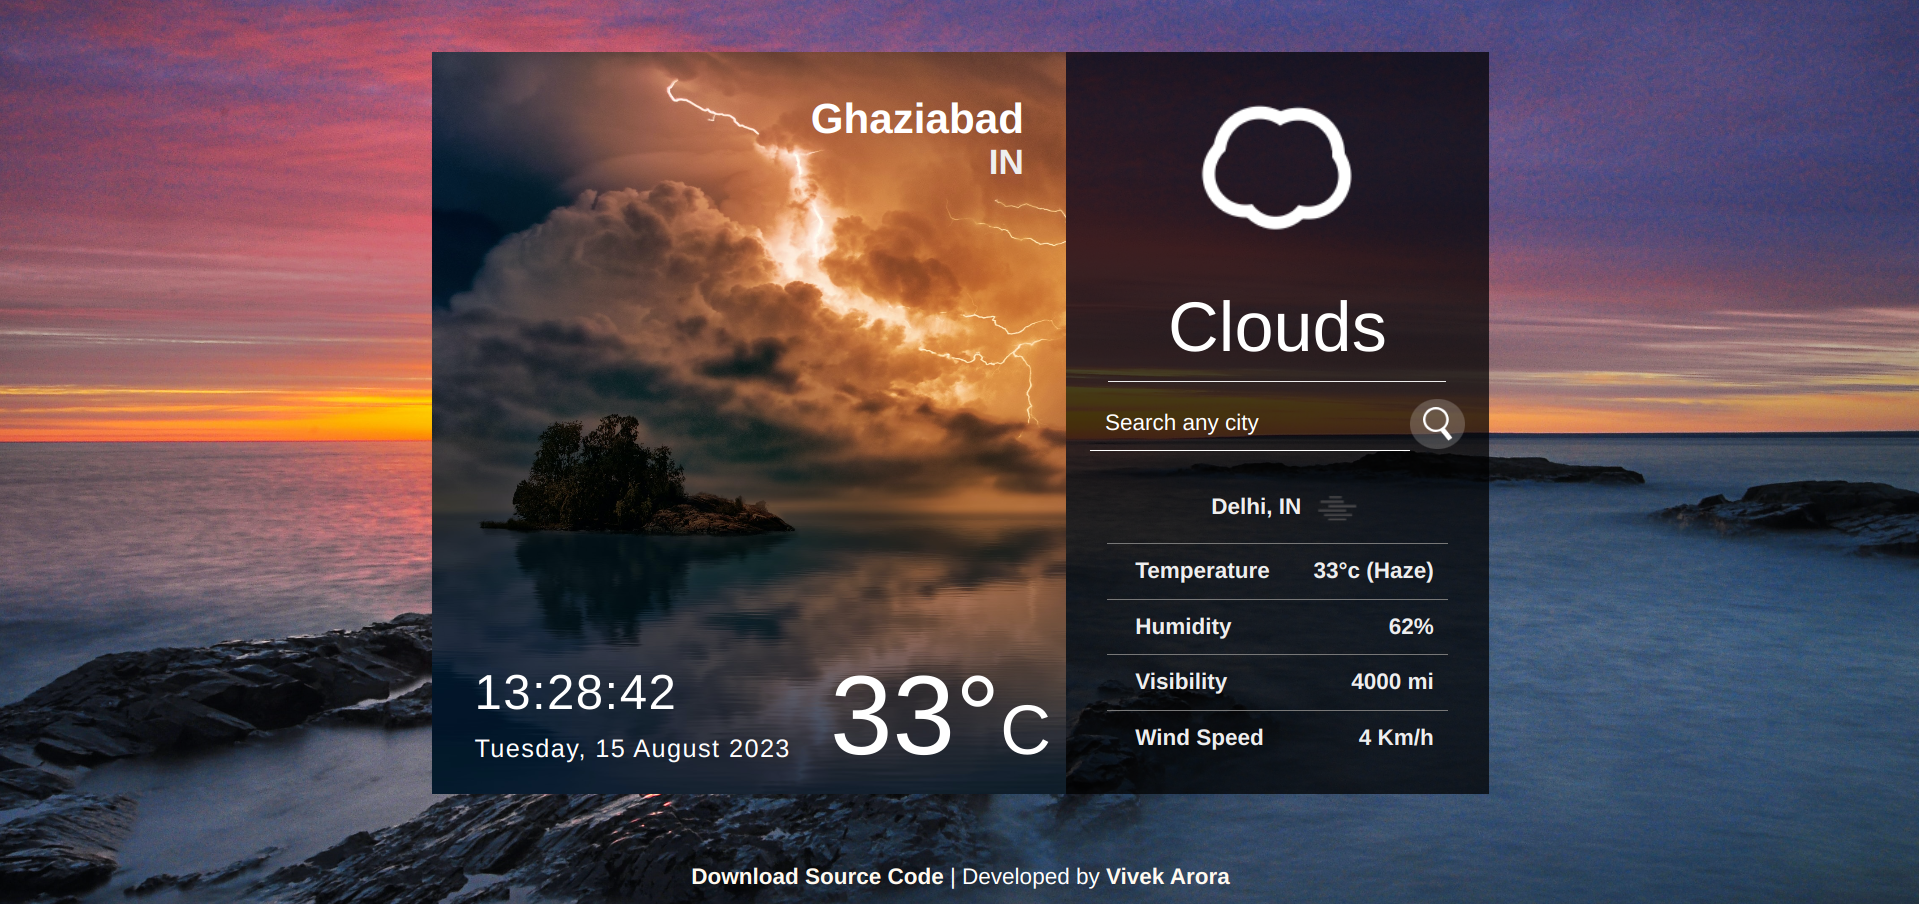 Ghaziabad
IN
13:28:42
Tuesday, 15 August 2023
33°C
Clouds
Search any city
Delhi, IN
Temperature 33°c (Haze)
Humidity 62%
Visibility 4000 mi
Wind Speed 4 Km/h
Download Source Code | Developed by Vivek Arora